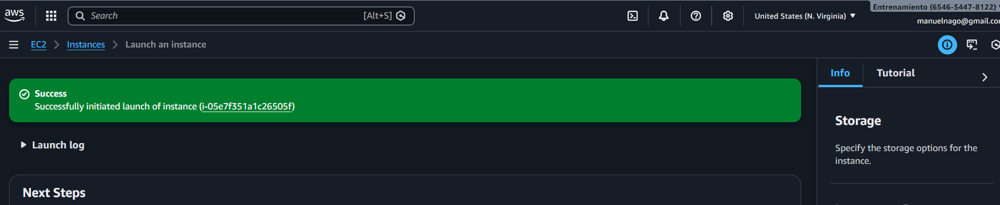 aws
Search [Alt+S]
United States (N. Virginia)
Entrenamiento (6546-5447-8122)
manuelnago@gmail.co
EC2
Instances
Launch an instance
Info
Tutorial
Success
Successfully initiated launch of instance (i-05e7f351a1c26505f)
Launch log
Next Steps
Storage
Specify the storage options for the
instance.